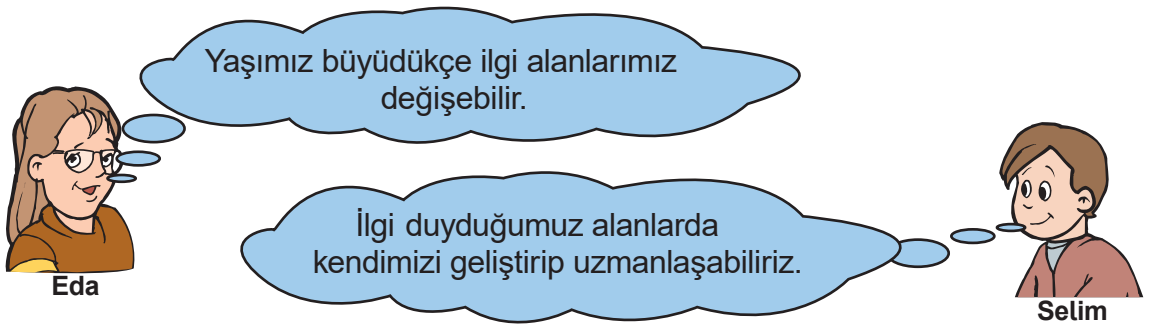 Yaşımız büyüdükçe ilgi alanlarımız
değişebilir.
Eda
İlgi duyduğumuz alanlarda
kendimizi geliştirip uzmanlaşabiliriz.
Selim